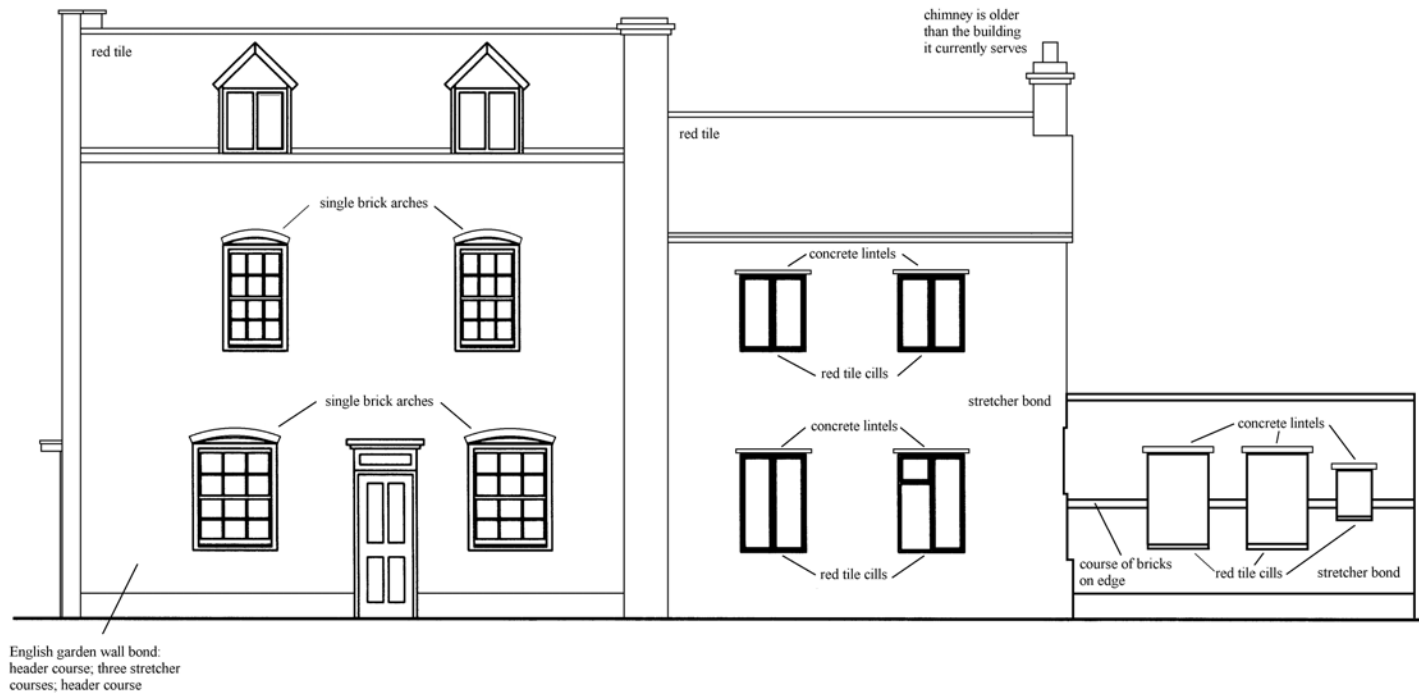 chimney is older
than the building
it currently serves
red tile
red tile
single brick arches
concrete lintels
red tile cills
single brick arches
stretcher bond
concrete lintels
concrete lintels
red tile cills
course of bricks
on edge
red tile cills
stretcher bond
English garden wall bond:
header course; three stretcher
courses; header course